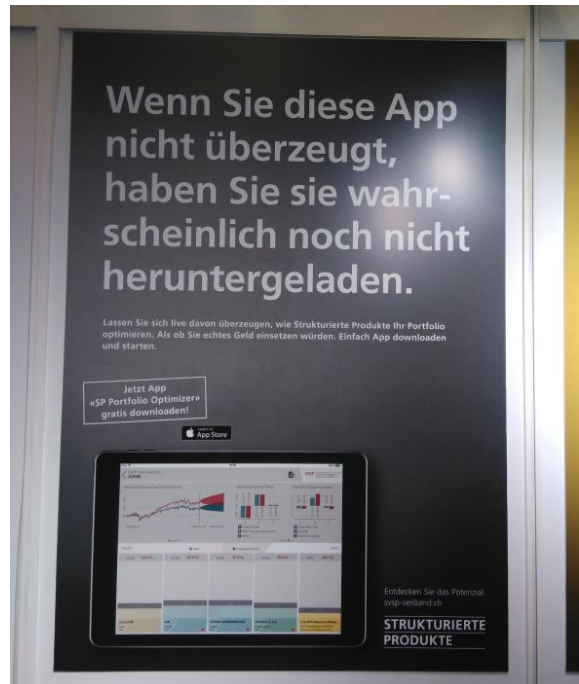 Wenn Sie diese App
nicht überzeugt,
haben Sie sie wahr-
scheinlich noch nicht
heruntergeladen.
Lassen Sie sich live davon überzeugen, wie Strukturierte Produkte Ihr Portfolio
optimieren. Als ob Sie echtes Geld einsetzen würden. Einfach App downloaden
und starten.
Jetzt App
«SP Portfolio Optimizer»
gratis downloaden!
App Store
SVSP
Entdecken Sie das Potenzial.
svsp-verband.ch
STRUKTURIERTE
PRODUKTE